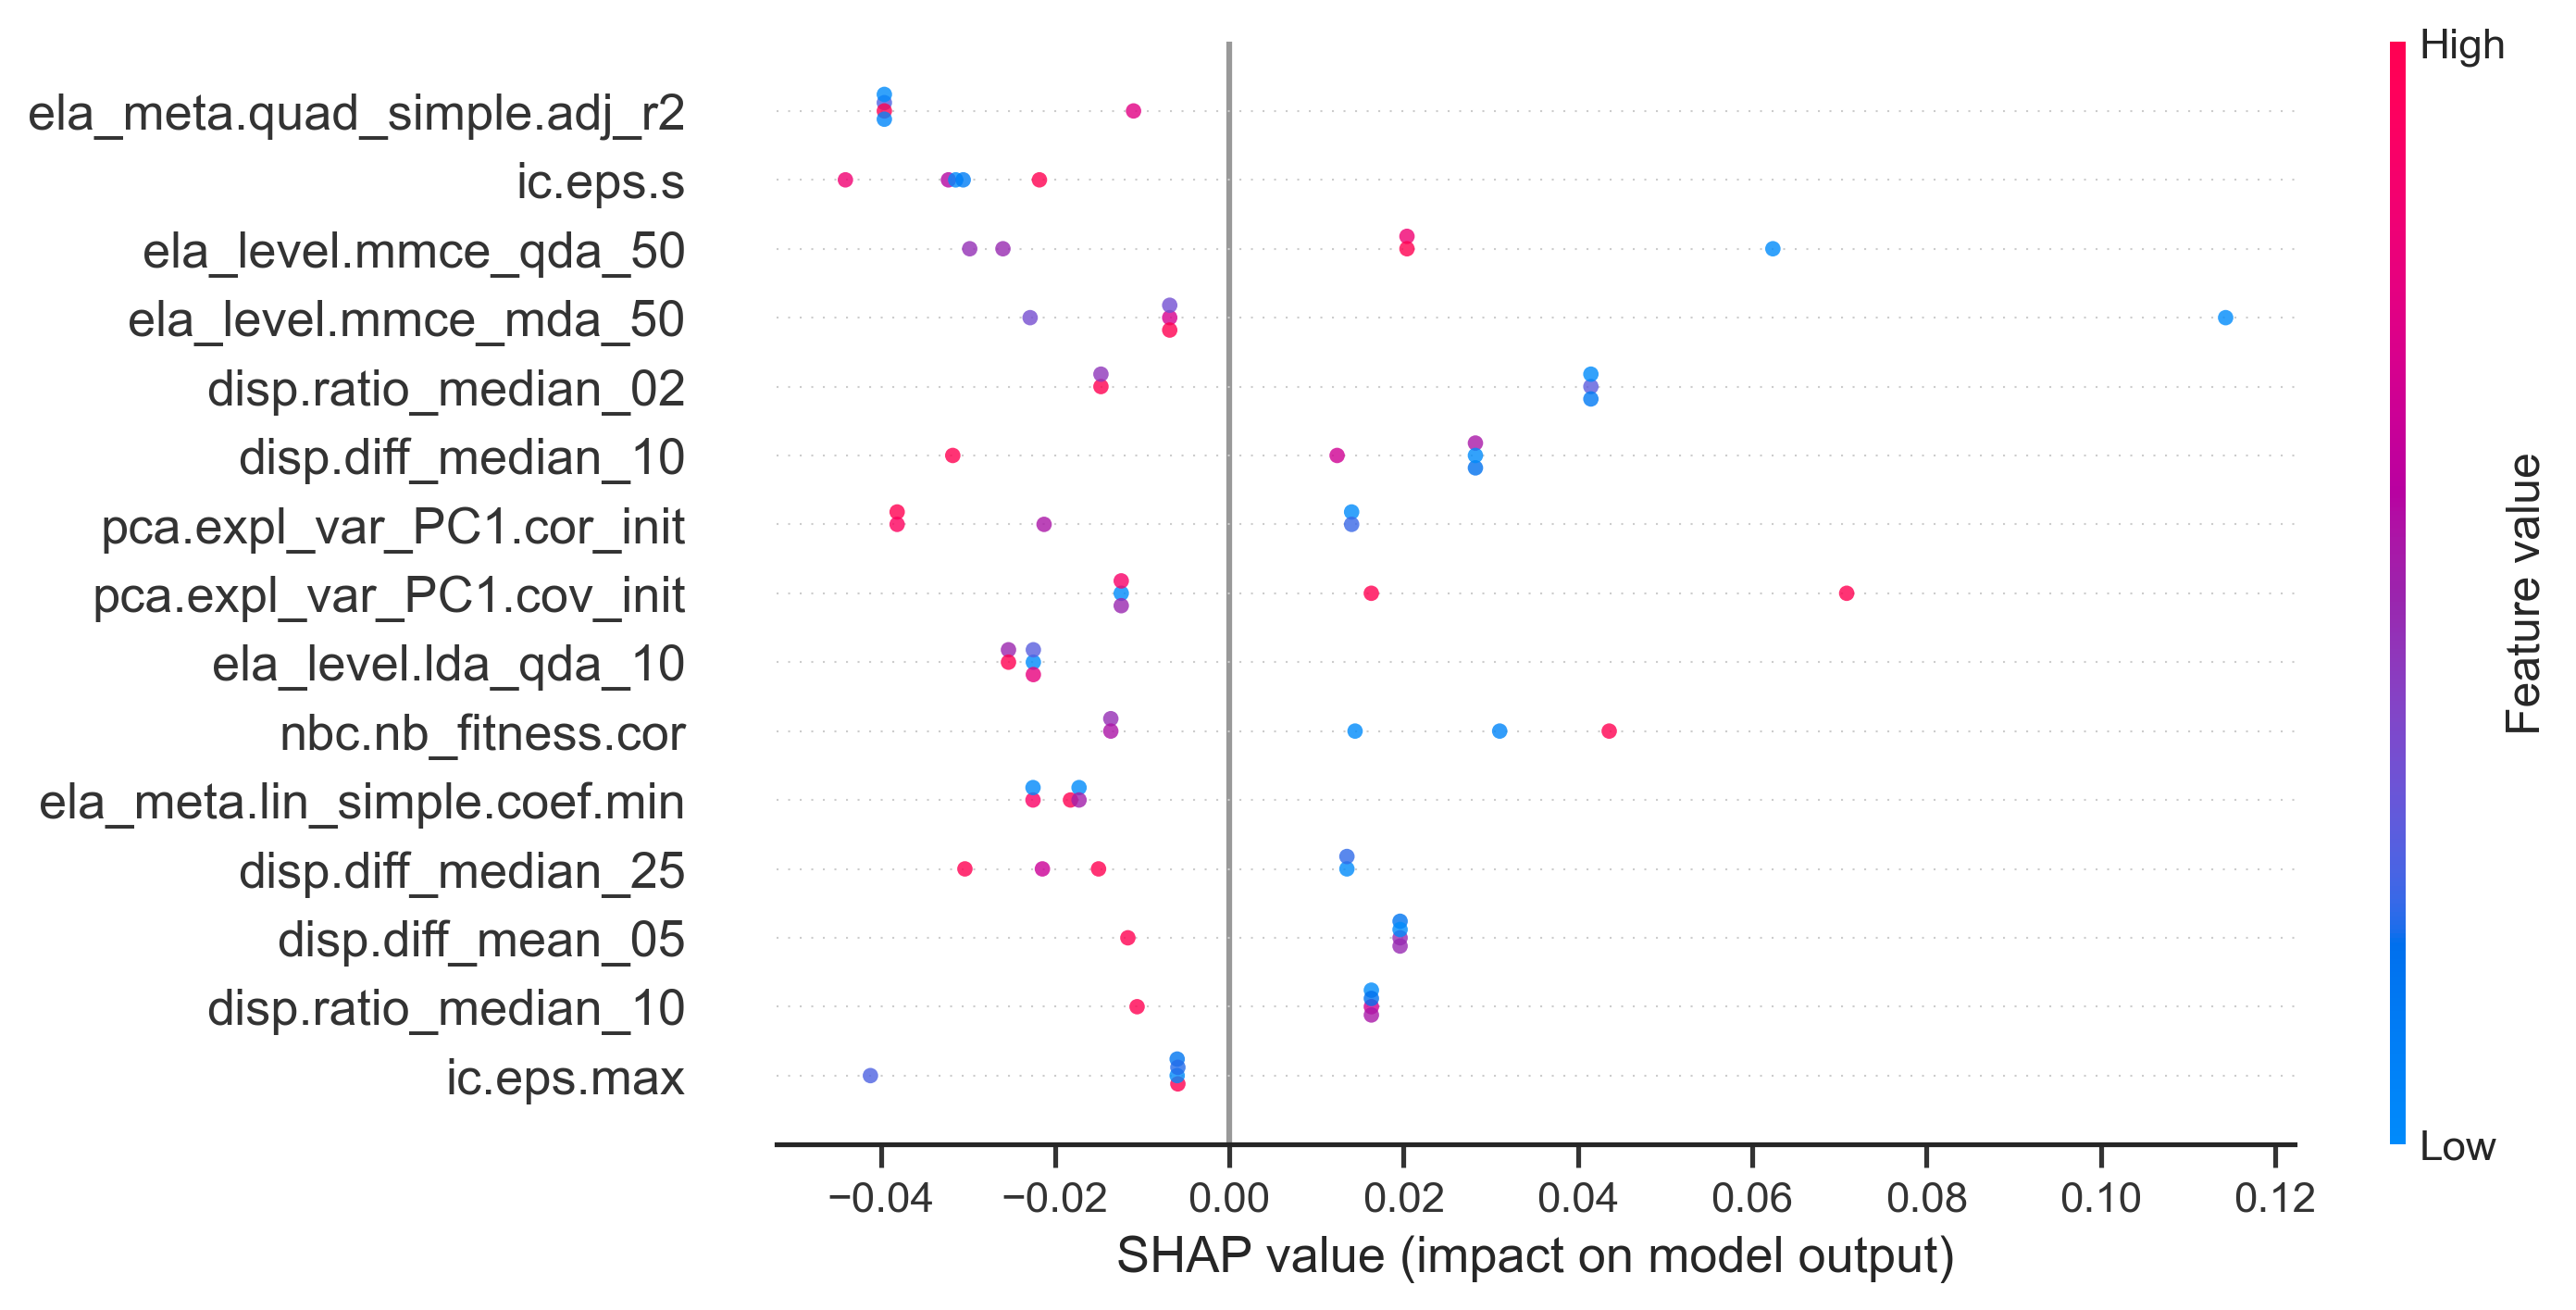 High
ela_meta.quad_simple.adj_r2
ic.eps.s
ela_level.mmce_qda_50
ela_level.mmce_mda_50
disp.ratio_median_02
disp.diff_median_10
pca.expl_var_PC1.cor_init
pca.expl_var_PC1.cov_init
ela_level.lda_qda_10
nbc.nb_fitness.cor
ela_meta.lin_simple.coef.min
disp.diff_median_25
disp.diff_mean_05
disp.ratio_median_10
ic.eps.max
Feature value
Low
−0.04 −0.02 0.00 0.02 0.04 0.06 0.08 0.10 0.12
SHAP value (impact on model output)